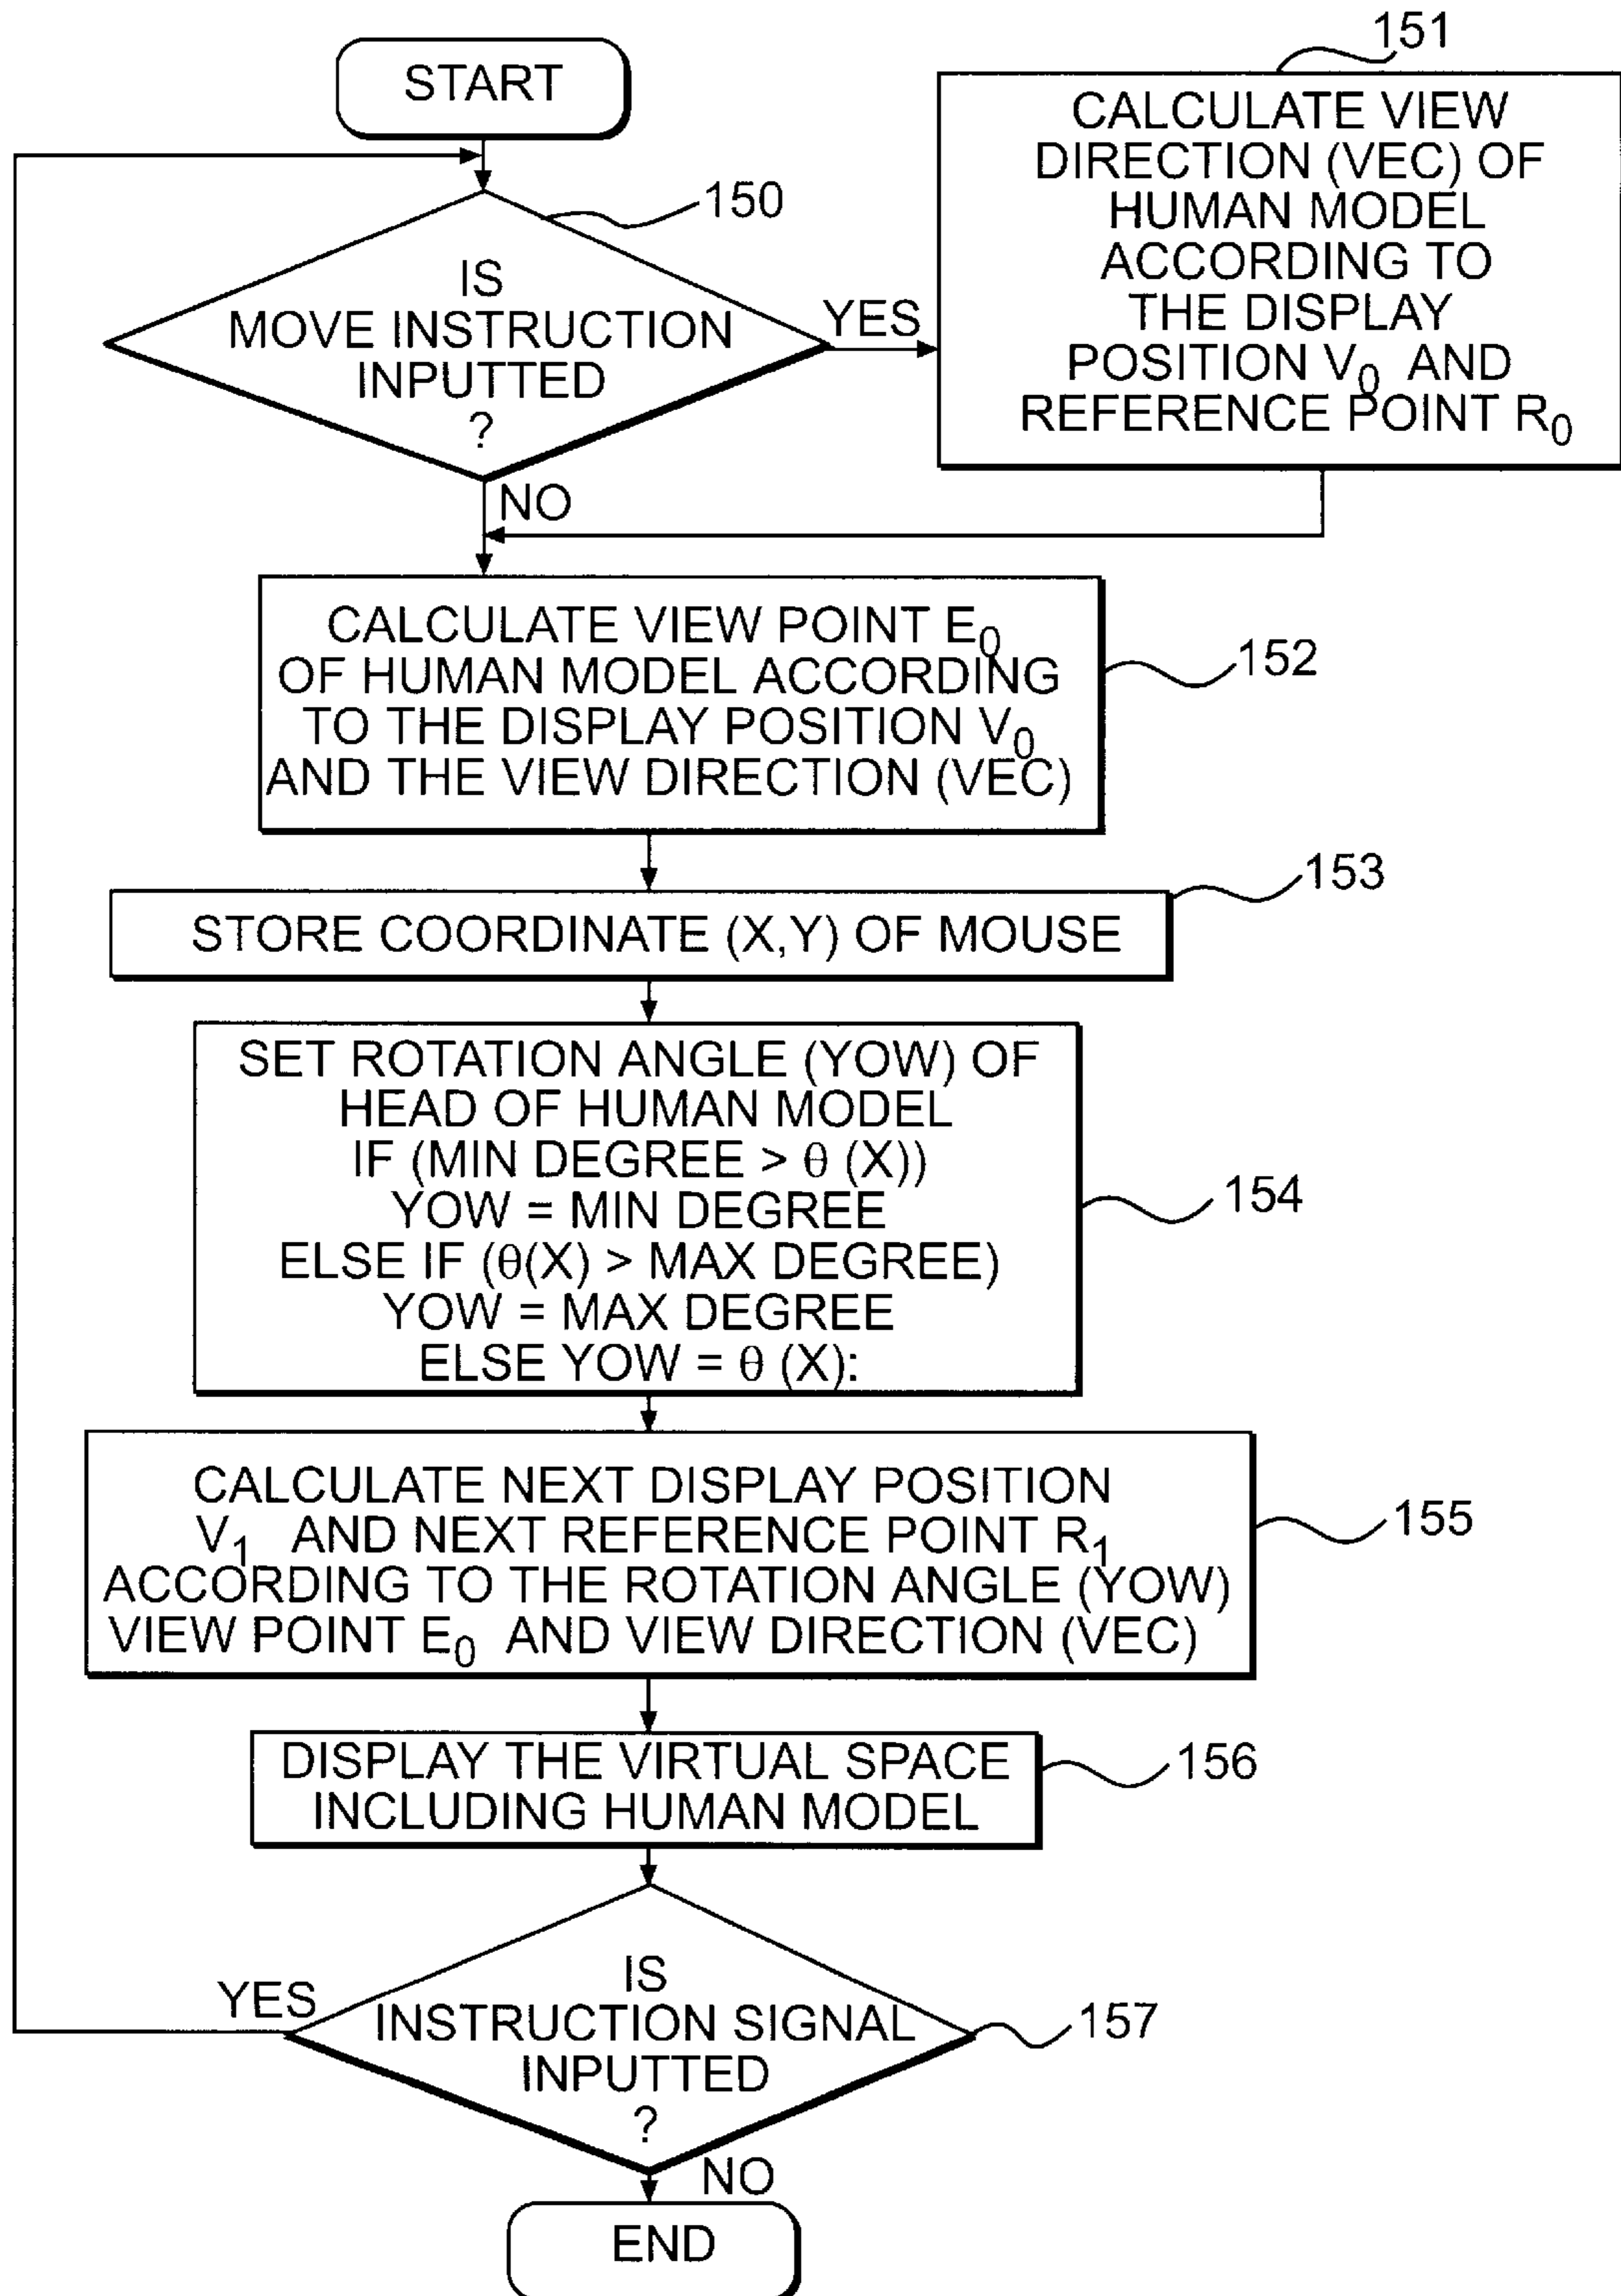 START
150
IS
MOVE INSTRUCTION
INPUTTED
?
YES
NO
151
CALCULATE VIEW
DIRECTION (VEC) OF
HUMAN MODEL
ACCORDING TO
THE DISPLAY
POSITION V₀ AND
REFERENCE POINT R₀
CALCULATE VIEW POINT E₀
OF HUMAN MODEL ACCORDING
TO THE DISPLAY POSITION V₀
AND THE VIEW DIRECTION (VEC)
152
STORE COORDINATE (X,Y) OF MOUSE
153
SET ROTATION ANGLE (YOW) OF
HEAD OF HUMAN MODEL
IF (MIN DEGREE > θ (X))
YOW = MIN DEGREE
ELSE IF (θ(X) > MAX DEGREE)
YOW = MAX DEGREE
ELSE YOW = θ (X):
154
CALCULATE NEXT DISPLAY POSITION
V₁ AND NEXT REFERENCE POINT R₁
ACCORDING TO THE ROTATION ANGLE (YOW)
VIEW POINT E₀ AND VIEW DIRECTION (VEC)
155
DISPLAY THE VIRTUAL SPACE
INCLUDING HUMAN MODEL
156
IS
INSTRUCTION SIGNAL
INPUTTED
?
157
YES
NO
END